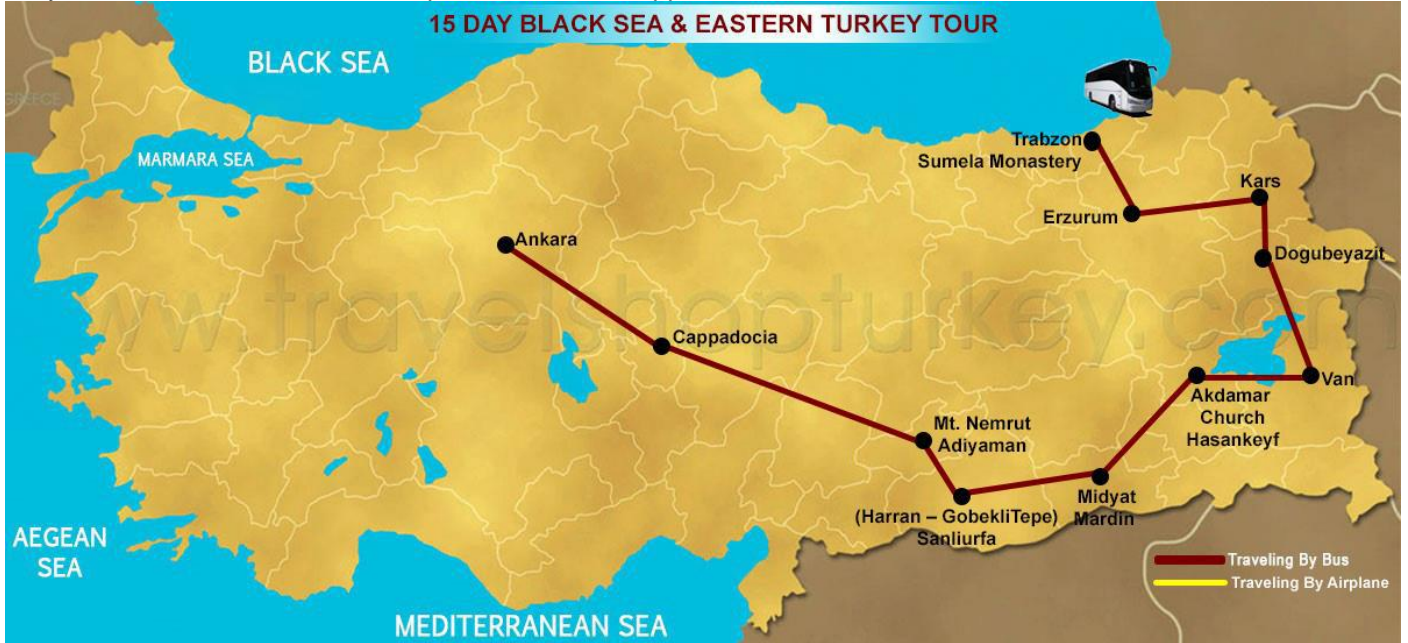 15 DAY BLACK SEA & EASTERN TURKEY TOUR
BLACK SEA
GREECE
MARMARA SEA
Trabzon
Sumela Monastery
Kars
Erzurum
Ankara
Dogubeyazit
www.travelshopturkey.com
Cappadocia
Van
Akdamar
Church
Hasankeyf
Mt. Nemrut
Adiyaman
Midyat
Mardin
(Harran – GobekliTepe)
Sanliurfa
AEGEAN
SEA
Traveling By Bus
Traveling By Airplane
MEDITERRANEAN SEA